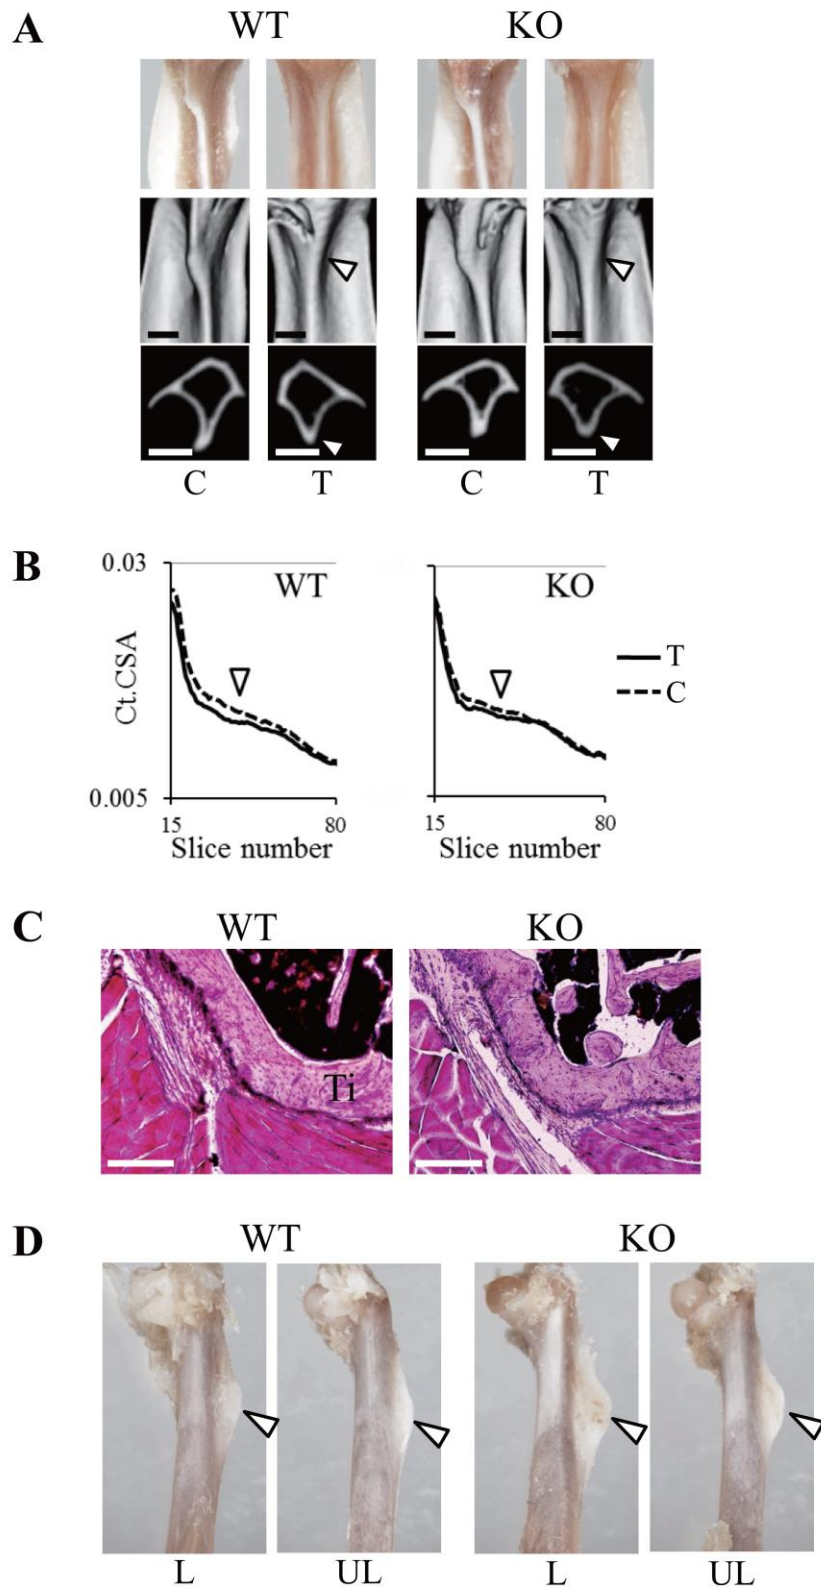 A
WT KO
C T C T
B
0.03
WT KO
Ct.CSA
T
C
0.005
15 80 15 80
Slice number Slice number
C
WT KO
Ti
D
WT KO
L UL L UL